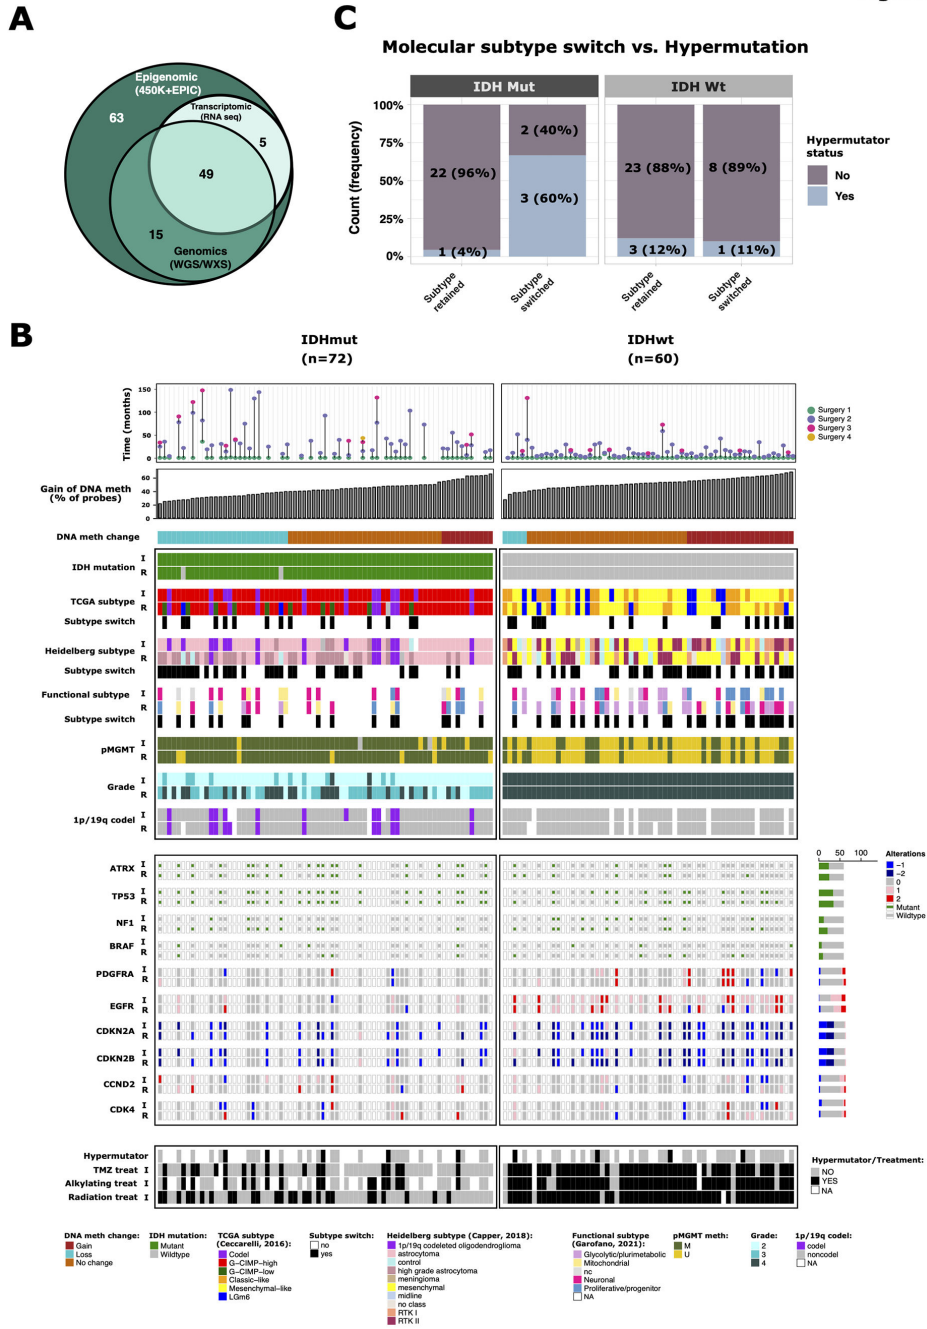 A
Epigenomic
(450K+EPIC)
63
Transcriptomic
(RNA seq)
5
49
15
Genomics
(WGS/WXS)
C
Molecular subtype switch vs. Hypermutation
IDH Mut
IDH Wt
Count (frequency)
100%
75%
50%
25%
0%
22 (96%)
1 (4%)
2 (40%)
3 (60%)
23 (88%)
3 (12%)
8 (89%)
1 (11%)
Subtype
retained
Subtype
switched
Subtype
retained
Subtype
switched
Hypermutator
status
No
Yes
B
IDHmut
(n=72)
IDHwt
(n=60)
Time (months)
150
100
50
0
Surgery 1
Surgery 2
Surgery 3
Surgery 4
Gain of DNA meth
(% of probes)
60
40
20
0
DNA meth change
IDH mutation
I
R
TCGA subtype
I
R
Subtype switch
Heidelberg subtype
I
R
Subtype switch
Functional subtype
I
R
Subtype switch
pMGMT
I
R
Grade
I
R
1p/19q codel
I
R
ATRX
I
R
TP53
I
R
NF1
I
R
BRAF
I
R
PDGFRA
I
R
EGFR
I
R
CDKN2A
I
R
CDKN2B
I
R
CCND2
I
R
CDK4
I
R
0 50 100
Alterations
−1
−2
0
1
2
Mutant
Wildtype
Hypermutator
TMZ treat I
Alkylating treat I
Radiation treat I
Hypermutator/Treatment:
NO
YES
NA
DNA meth change:
Gain
Loss
No change
IDH mutation:
Mutant
Wildtype
TCGA subtype
(Ceccarelli, 2016):
Codel
G−CIMP−high
G−CIMP−low
Classic−like
Mesenchymal−like
LGm6
Subtype switch:
no
yes
Heidelberg subtype (Capper, 2018):
1p/19q codeleted oligodendroglioma
astrocytoma
control
high grade astrocytoma
meningioma
mesenchymal
midline
no class
RTK I
RTK II
Functional subtype
(Garofano, 2021):
Glycolytic/plurimetabolic
Mitochondrial
nc
Neuronal
Proliferative/progenitor
NA
pMGMT meth:
M
U
Grade:
2
3
4
1p/19q codel:
codel
noncodel
NA